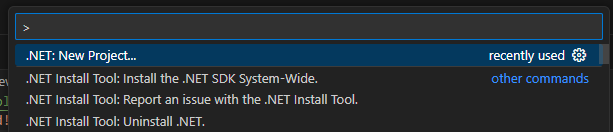 >
.NET: New Project... recently used
.NET Install Tool: Install the .NET SDK System-Wide. other commands
.NET Install Tool: Report an issue with the .NET Install Tool.
.NET Install Tool: Uninstall .NET.